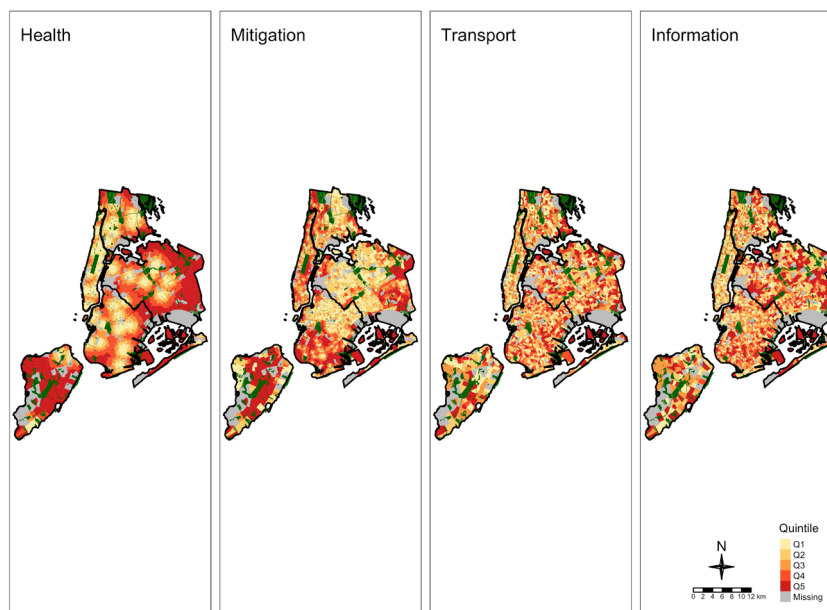 Health
Mitigation
Transport
Information
Quintile
N
Q1
Q2
Q3
Q4
Q5
Missing
0 2 4 6 8 10 12 km